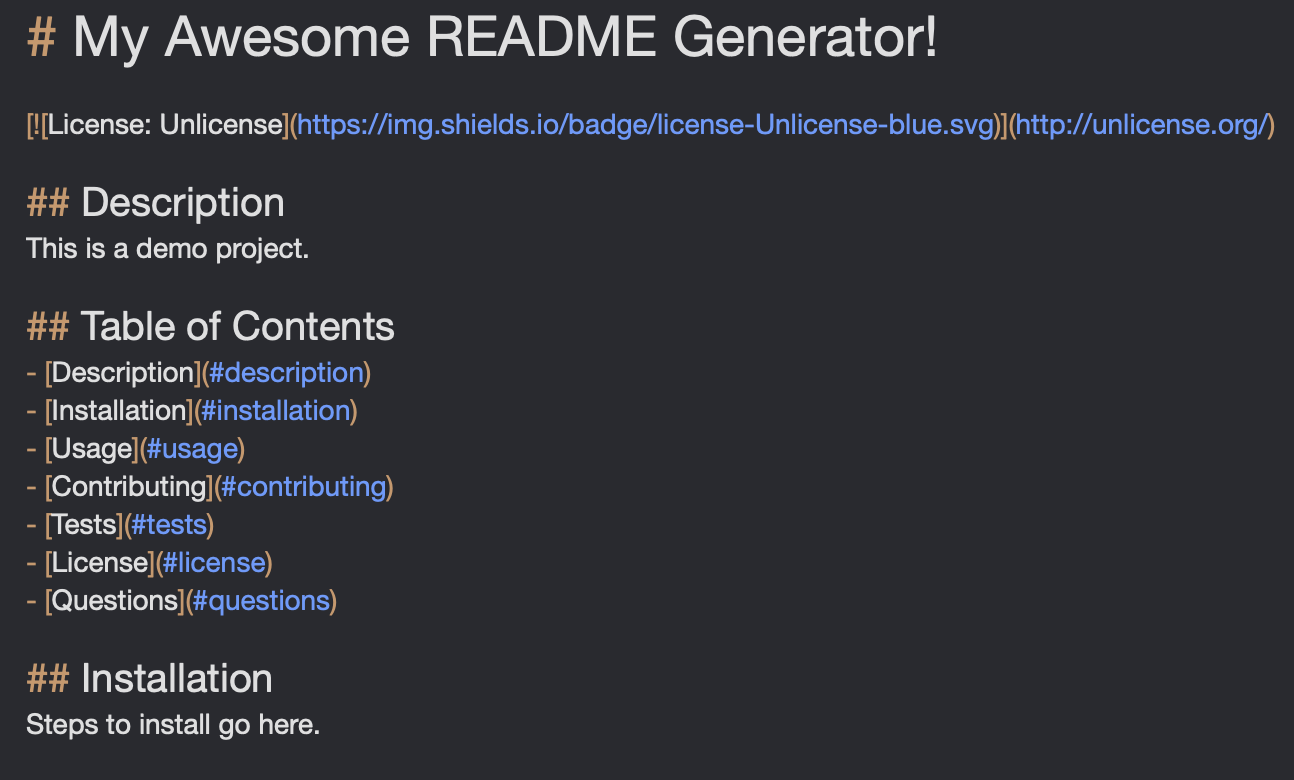 # My Awesome README Generator!
[![License: Unlicense](https://img.shields.io/badge/license-Unlicense-blue.svg)](http://unlicense.org/)
## Description
This is a demo project.
## Table of Contents
- [Description](#description)
- [Installation](#installation)
- [Usage](#usage)
- [Contributing](#contributing)
- [Tests](#tests)
- [License](#license)
- [Questions](#questions)
## Installation
Steps to install go here.